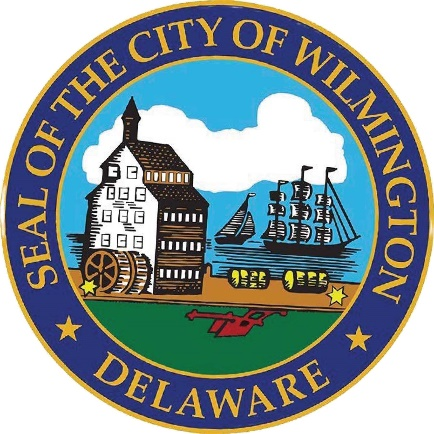 SEAL OF THE CITY OF WILMINGTON
DELAWARE